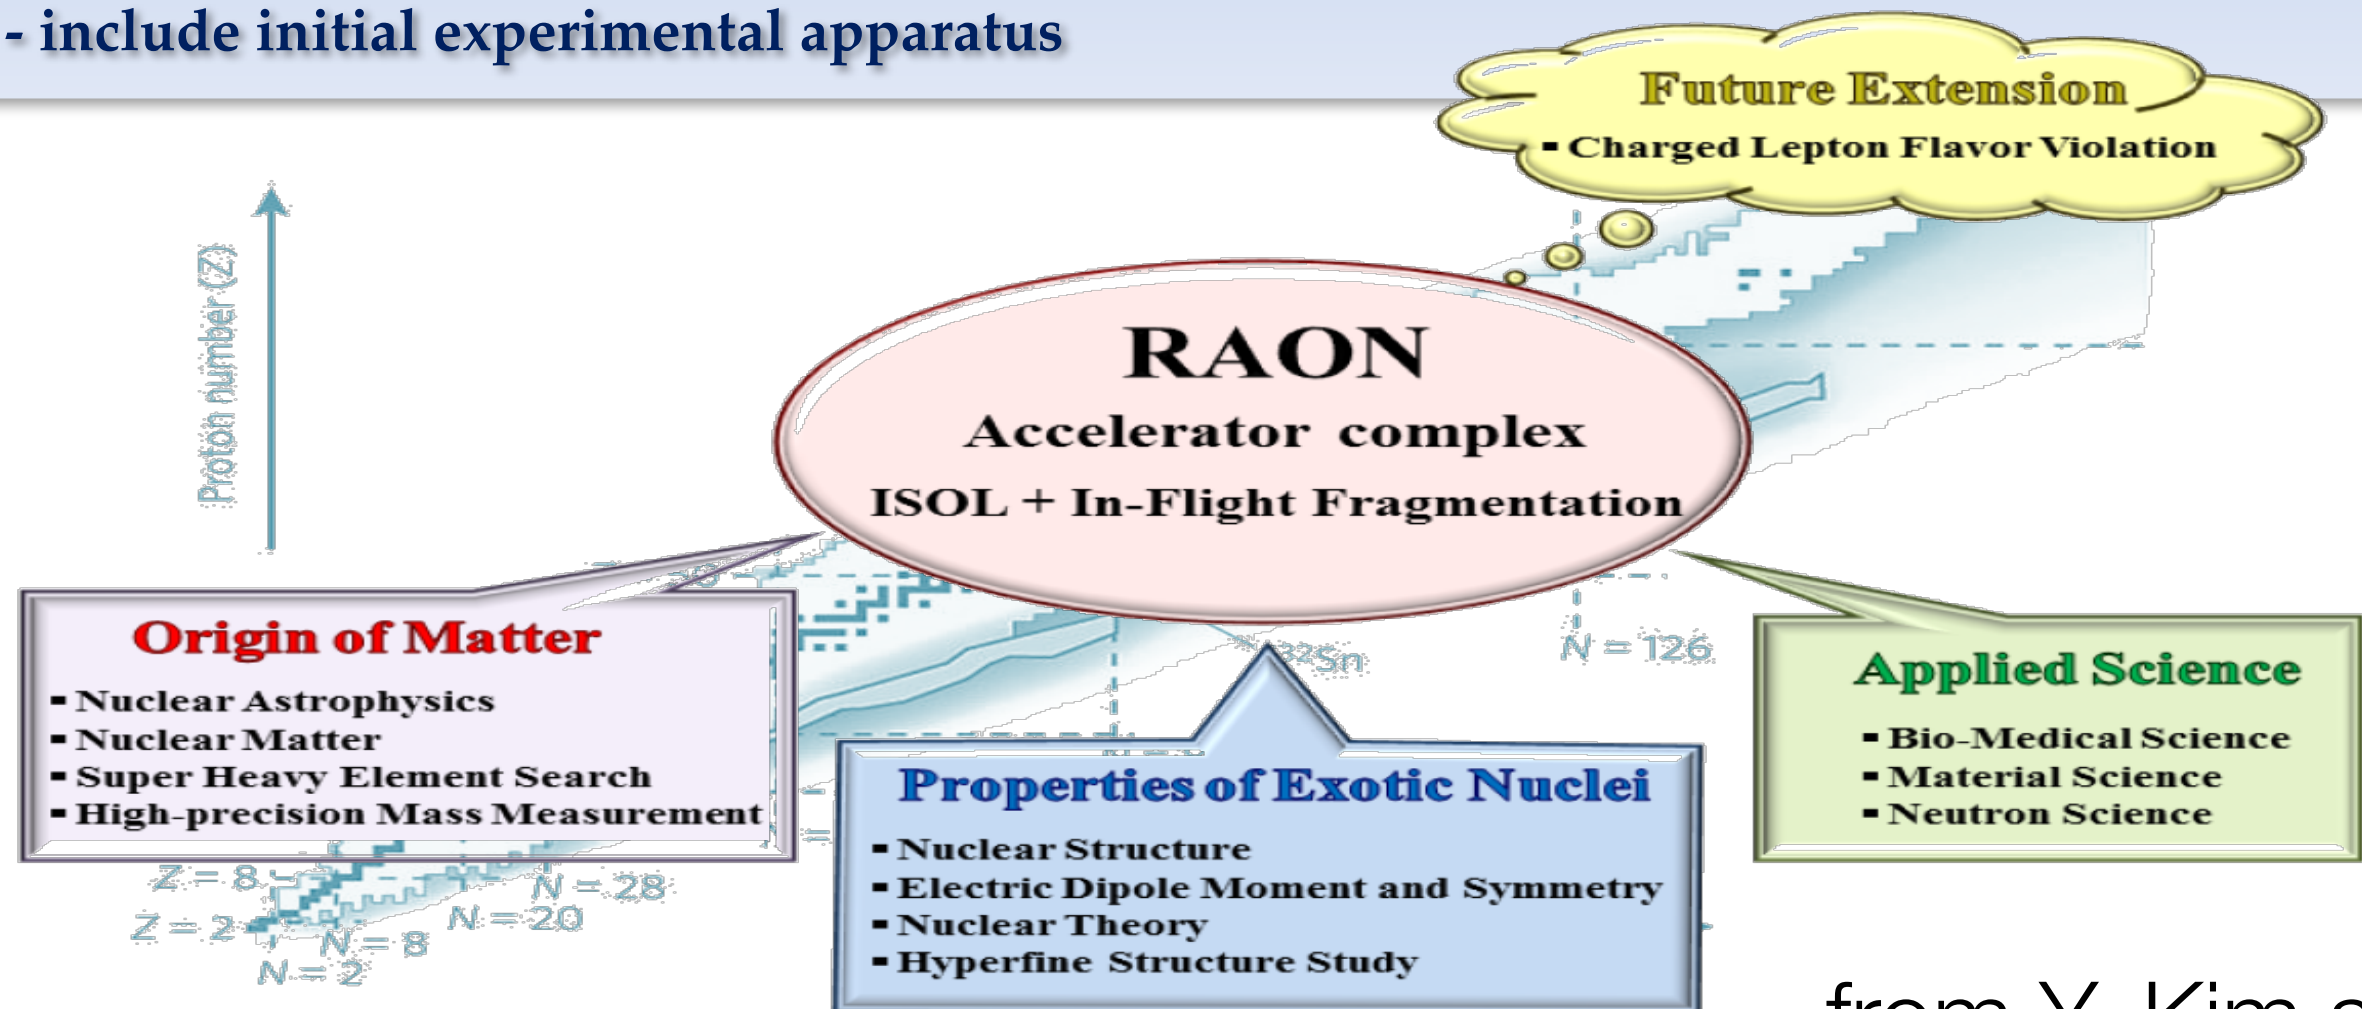 - include initial experimental apparatus
Future Extension
▪ Charged Lepton Flavor Violation
Proton number (Z)
RAON
Accelerator complex
ISOL + In-Flight Fragmentation
Origin of Matter
▪ Nuclear Astrophysics
▪ Nuclear Matter
▪ Super Heavy Element Search
▪ High-precision Mass Measurement
N = 126
Applied Science
▪ Bio-Medical Science
▪ Material Science
▪ Neutron Science
Properties of Exotic Nuclei
▪ Nuclear Structure
▪ Electric Dipole Moment and Symmetry
▪ Nuclear Theory
▪ Hyperfine Structure Study
Z = 8
N = 28
Z = 2
N = 20
N = 8
N = 2
from Y. Kim